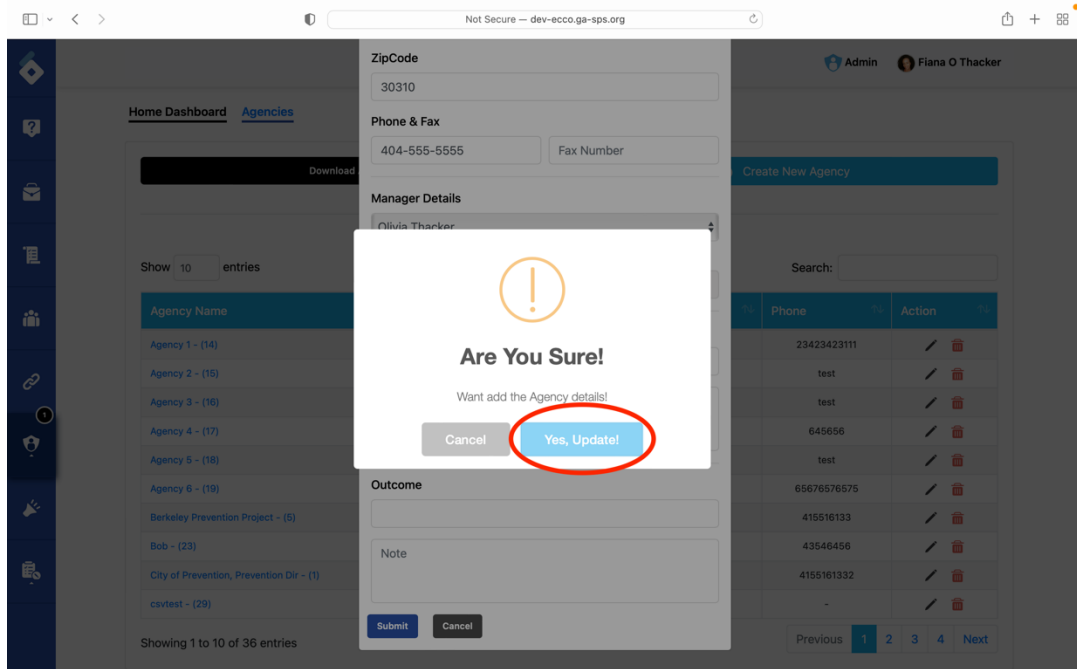 Not Secure — dev-ecco.ga-sps.org
Admin
Fiana O Thacker
Home Dashboard Agencies
ZipCode
30310
Phone & Fax
404-555-5555 Fax Number
Download
Create New Agency
Manager Details
Olivia Thacker
Show 10 entries
Search:
Are You Sure!
Want add the Agency details!
Cancel Yes, Update!
Agency Name Phone Action
Agency 1 - (14) 23423423111
Agency 2 - (15) test
Agency 3 - (16) test
1
Agency 4 - (17) 645656
Agency 5 - (18) test
Agency 6 - (19) 65676576575
Berkeley Prevention Project - (5) 415516133
Bob - (23) 43546456
City of Prevention, Prevention Dir - (1) 4155161332
csvtest - (29) -
Outcome
Note
Submit Cancel
Showing 1 to 10 of 36 entries
Previous 1 2 3 4 Next